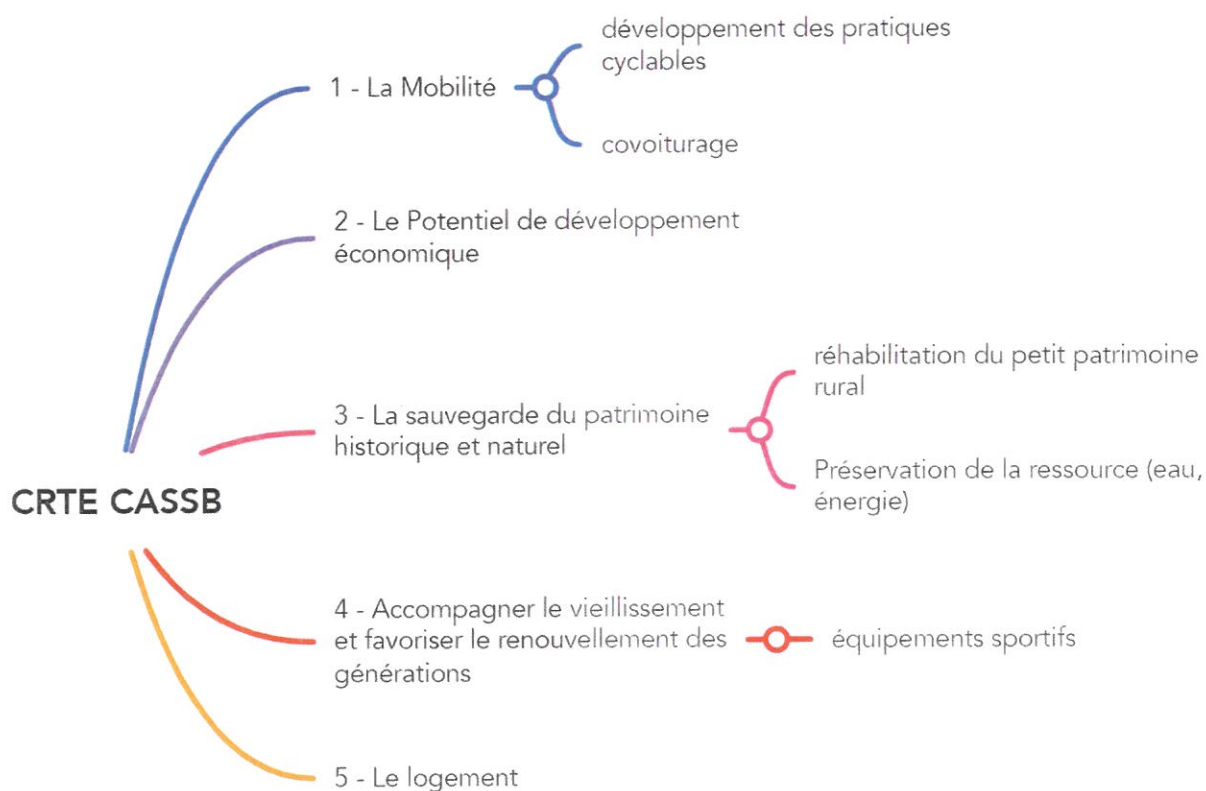 CRTE CASSB
1 - La Mobilité
développement des pratiques
cyclables
covoiturage
2 - Le Potentiel de développement
économique
3 - La sauvegarde du patrimoine
historique et naturel
réhabilitation du petit patrimoine
rural
Préservation de la ressource (eau,
énergie)
4 - Accompagner le vieillissement
et favoriser le renouvellement des
générations
équipements sportifs
5 - Le logement